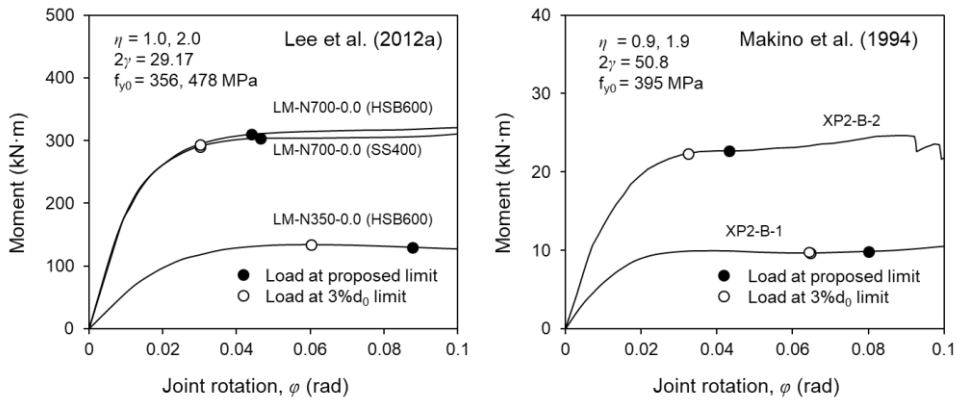 500
400
300
200
100
0
Moment (kN·m)
η = 1.0, 2.0
2γ = 29.17
fy0 = 356, 478 MPa
Lee et al. (2012a)
LM-N700-0.0 (HSB600)
LM-N700-0.0 (SS400)
LM-N350-0.0 (HSB600)
Load at proposed limit
Load at 3%d0 limit
0 0.02 0.04 0.06 0.08 0.1
Joint rotation, φ (rad)
40
30
20
10
0
Moment (kN·m)
η = 0.9, 1.9
2γ = 50.8
fy0 = 395 MPa
Makino et al. (1994)
XP2-B-2
XP2-B-1
Load at proposed limit
Load at 3%d0 limit
0 0.02 0.04 0.06 0.08 0.1
Joint rotation, φ (rad)